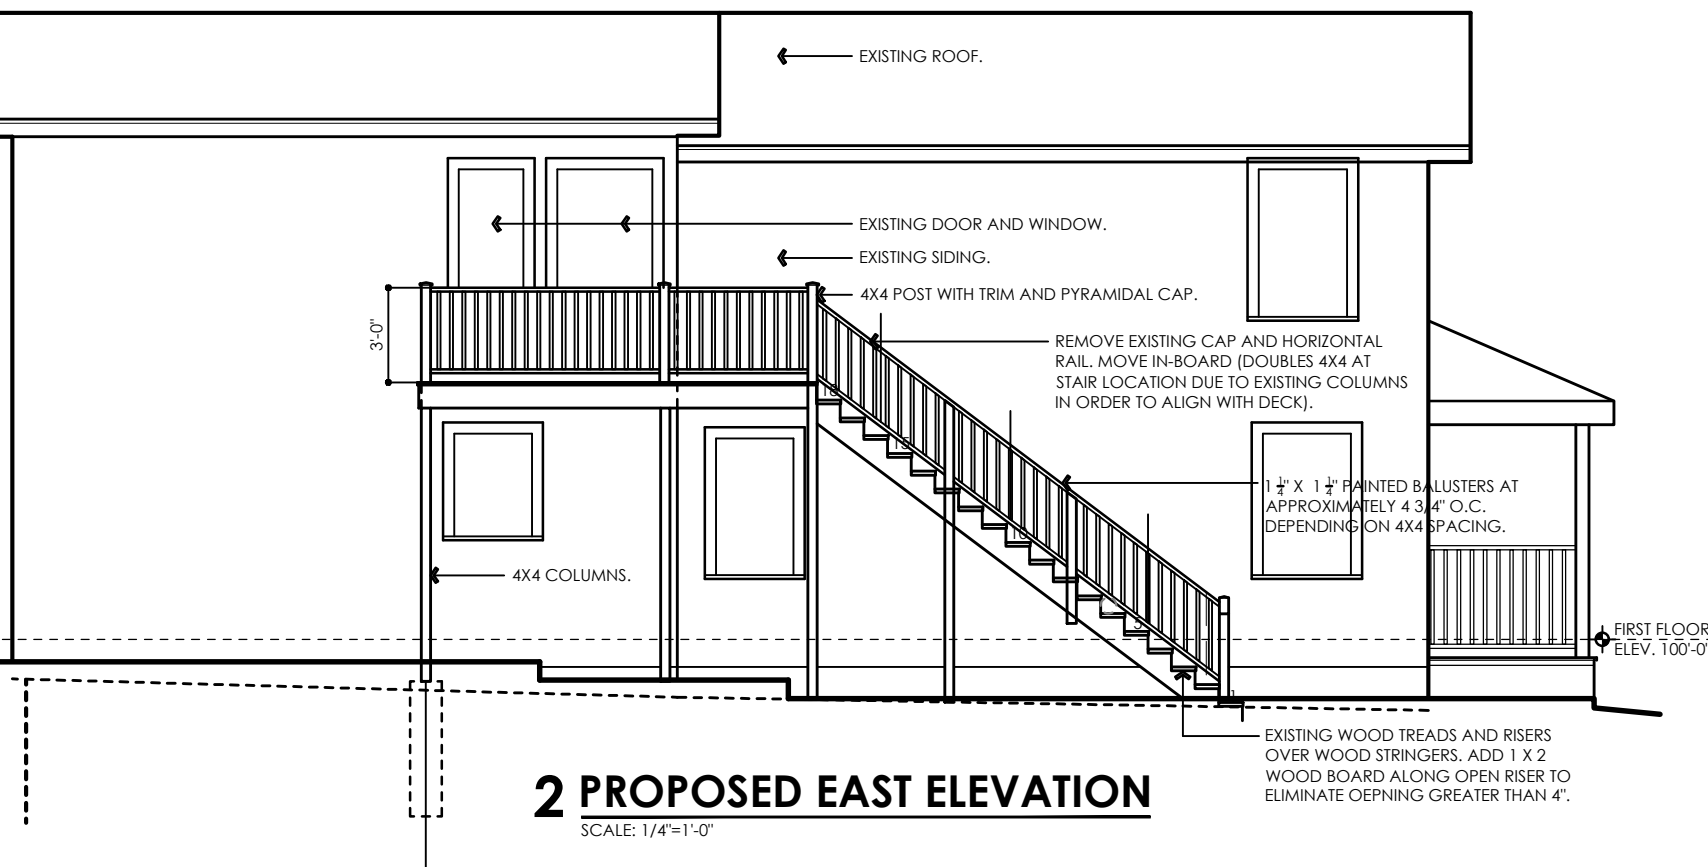 EXISTING ROOF.
EXISTING DOOR AND WINDOW.
EXISTING SIDING.
4X4 POST WITH TRIM AND PYRAMIDAL CAP.
3'-0"
REMOVE EXISTING CAP AND HORIZONTAL
RAIL. MOVE IN-BOARD (DOUBLES 4X4 AT
STAIR LOCATION DUE TO EXISTING COLUMNS
IN ORDER TO ALIGN WITH DECK).
18
15
1 1/4" X 1 1/4" PAINTED BALUSTERS AT
APPROXIMATELY 4 3/4" O.C.
DEPENDING ON 4X4 SPACING.
10
4X4 COLUMNS.
5
FIRST FLOOR
ELEV. 100'-0"
1
EXISTING WOOD TREADS AND RISERS
OVER WOOD STRINGERS. ADD 1 X 2
WOOD BOARD ALONG OPEN RISER TO
ELIMINATE OEPNING GREATER THAN 4".
2 PROPOSED EAST ELEVATION
SCALE: 1/4"=1'-0"